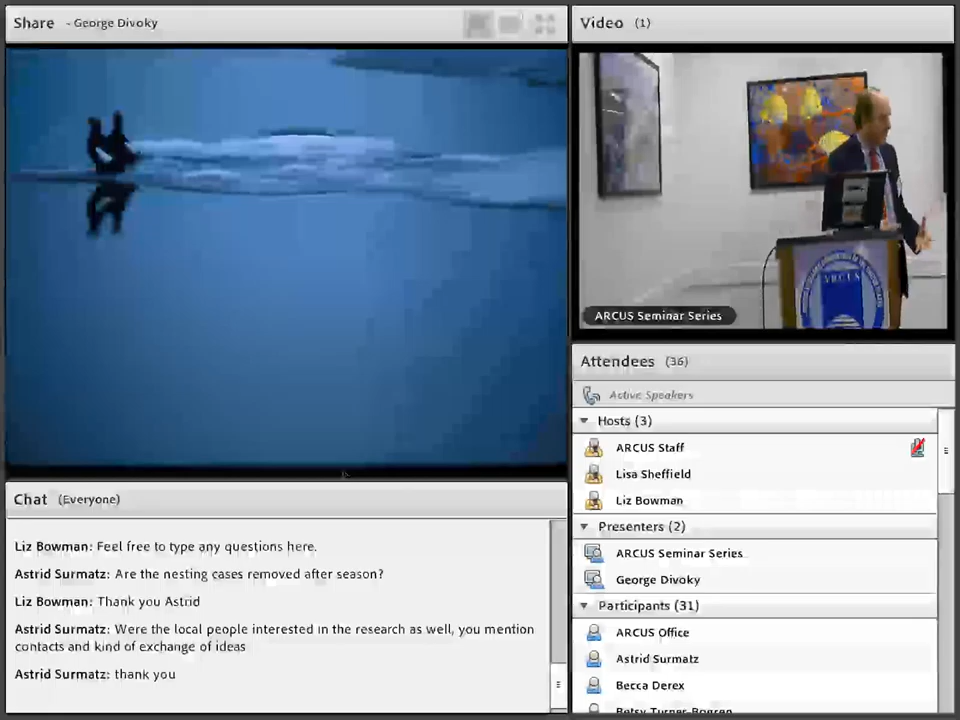 Share - George Divoky
Video (1)
ARCUS
ARCUS Seminar Series
Attendees (36)
Active Speakers
Hosts (3)
ARCUS Staff
Lisa Sheffield
Liz Bowman
Presenters (2)
ARCUS Seminar Series
George Divoky
Participants (31)
ARCUS Office
Astrid Surmatz
Becca Derex
Chat (Everyone)
Liz Bowman: Feel free to type any questions here.
Astrid Surmatz: Are the nesting cases removed after season?
Liz Bowman: Thank you Astrid
Astrid Surmatz: Were the local people interested in the research as well, you mention
contacts and kind of exchange of ideas
Astrid Surmatz: thank you